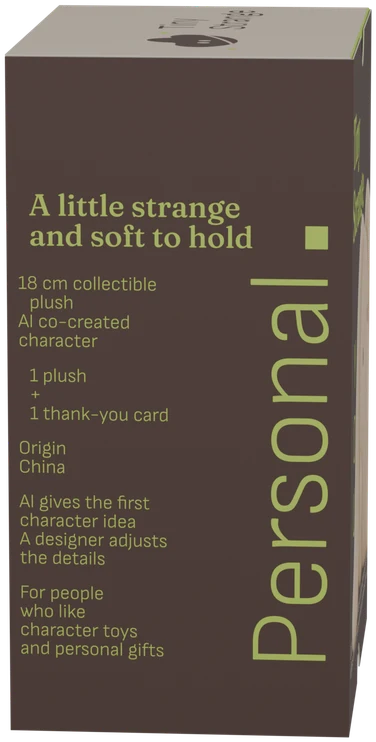 Tiny
Strange
A little strange
and soft to hold
18 cm collectible
plush
AI co-created
character
1 plush
+
1 thank-you card
Origin
China
AI gives the first
character idea
A designer adjusts
the details
For people
who like
character toys
and personal gifts
Personal